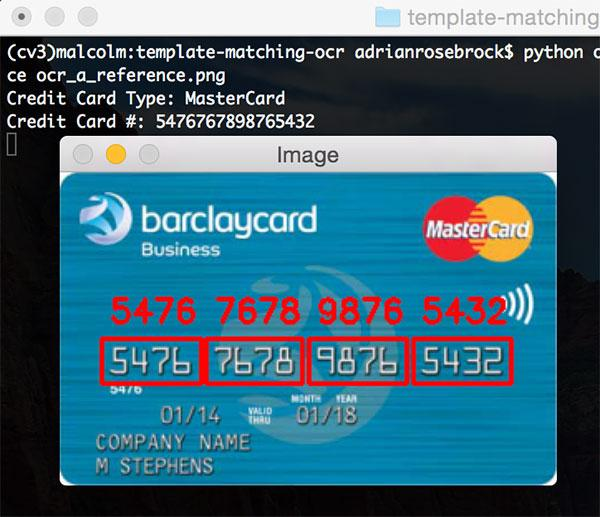 template-matching
(cv3)malcolm:template-matching-ocr adrianrosebrock$ python
ce ocr_a_reference.png
Credit Card Type: MasterCard
Credit Card #: 5476767898765432
Image
barclaycard
Business
MasterCard
5476 7678 9876 5432
5476 7678 9876 5432
5476
MONTH YEAR
01/14 VALID THRU 01/18
COMPANY NAME
M STEPHENS